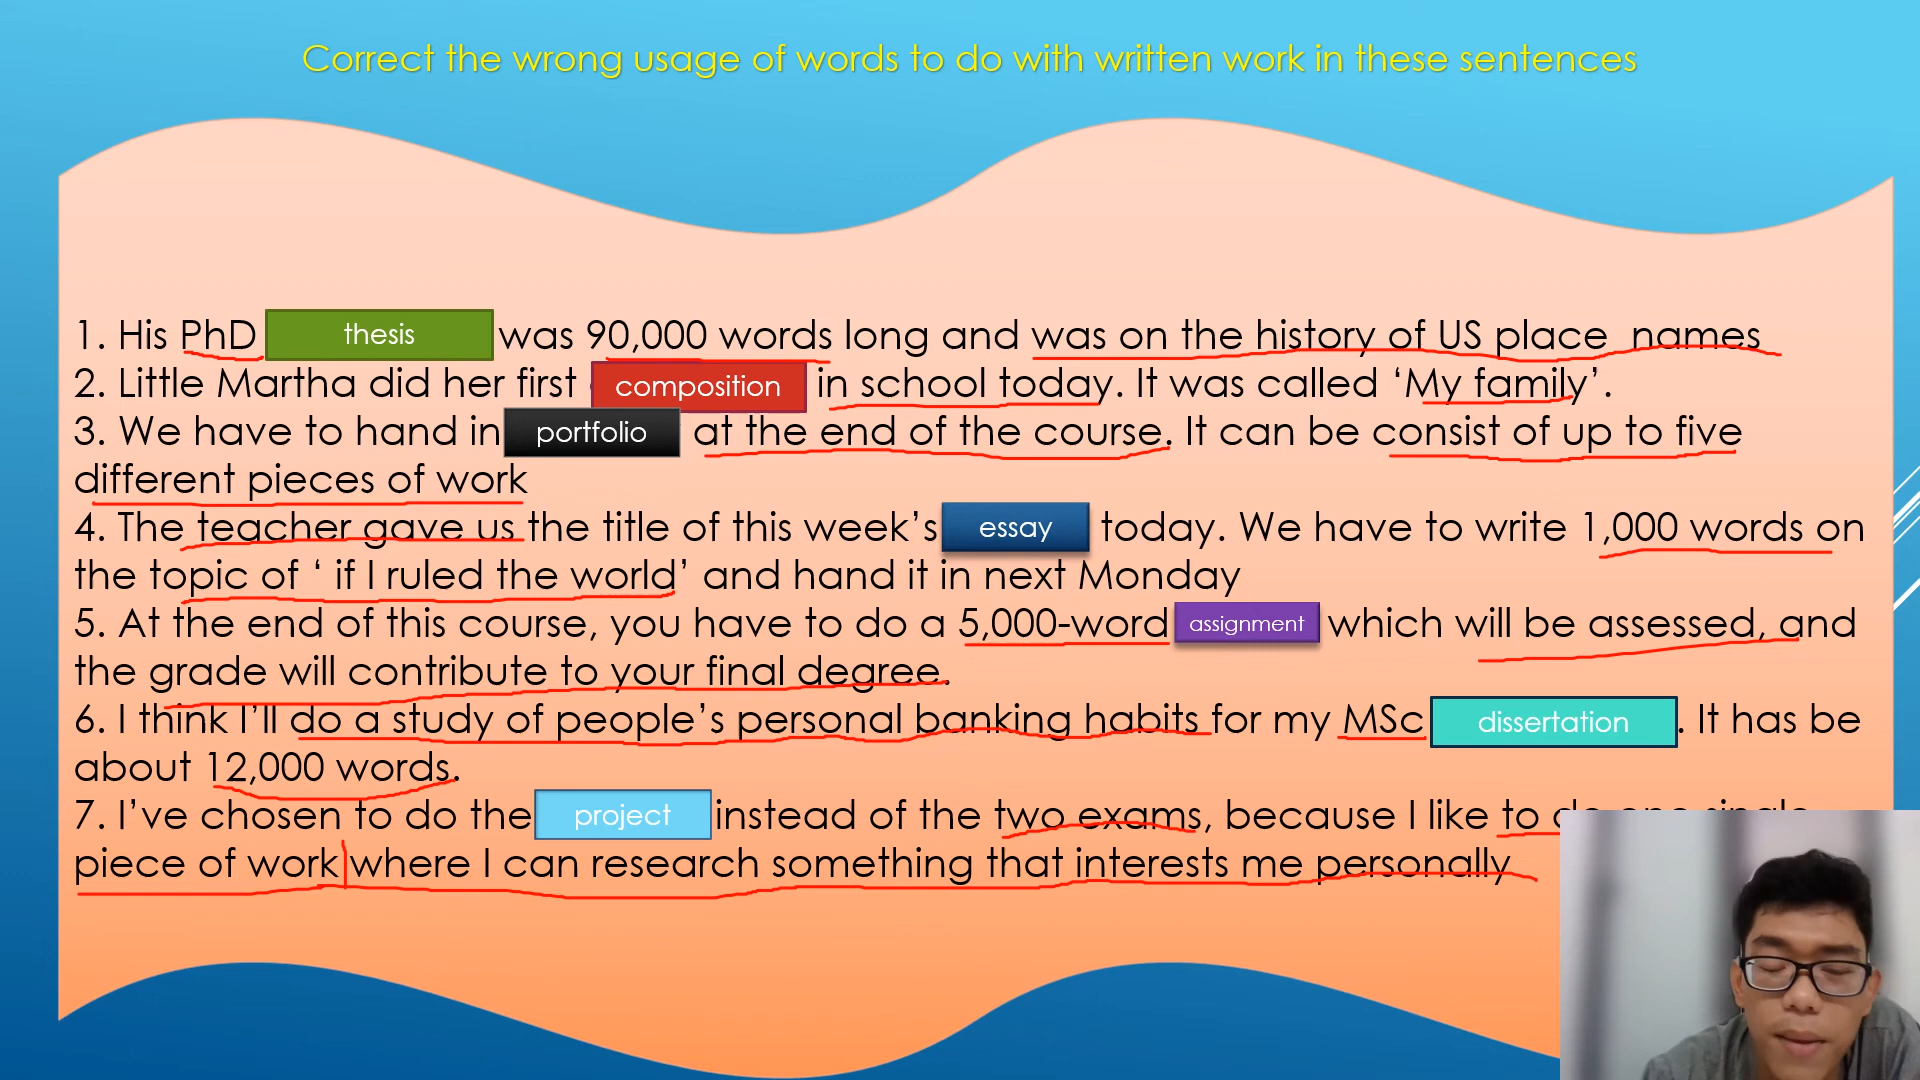 Correct the wrong usage of words to do with written work in these sentences
1. His PhD thesis was 90,000 words long and was on the history of US place names
2. Little Martha did her first composition in school today. It was called ‘My family’.
3. We have to hand in portfolio at the end of the course. It can be consist of up to five
different pieces of work
4. The teacher gave us the title of this week’s essay today. We have to write 1,000 words on
the topic of ‘ if I ruled the world’ and hand it in next Monday
5. At the end of this course, you have to do a 5,000-word assignment which will be assessed, and
the grade will contribute to your final degree.
6. I think I’ll do a study of people’s personal banking habits for my MSc dissertation. It has be
about 12,000 words.
7. I’ve chosen to do the project instead of the two exams, because I like to do one single
piece of work where I can research something that interests me personally